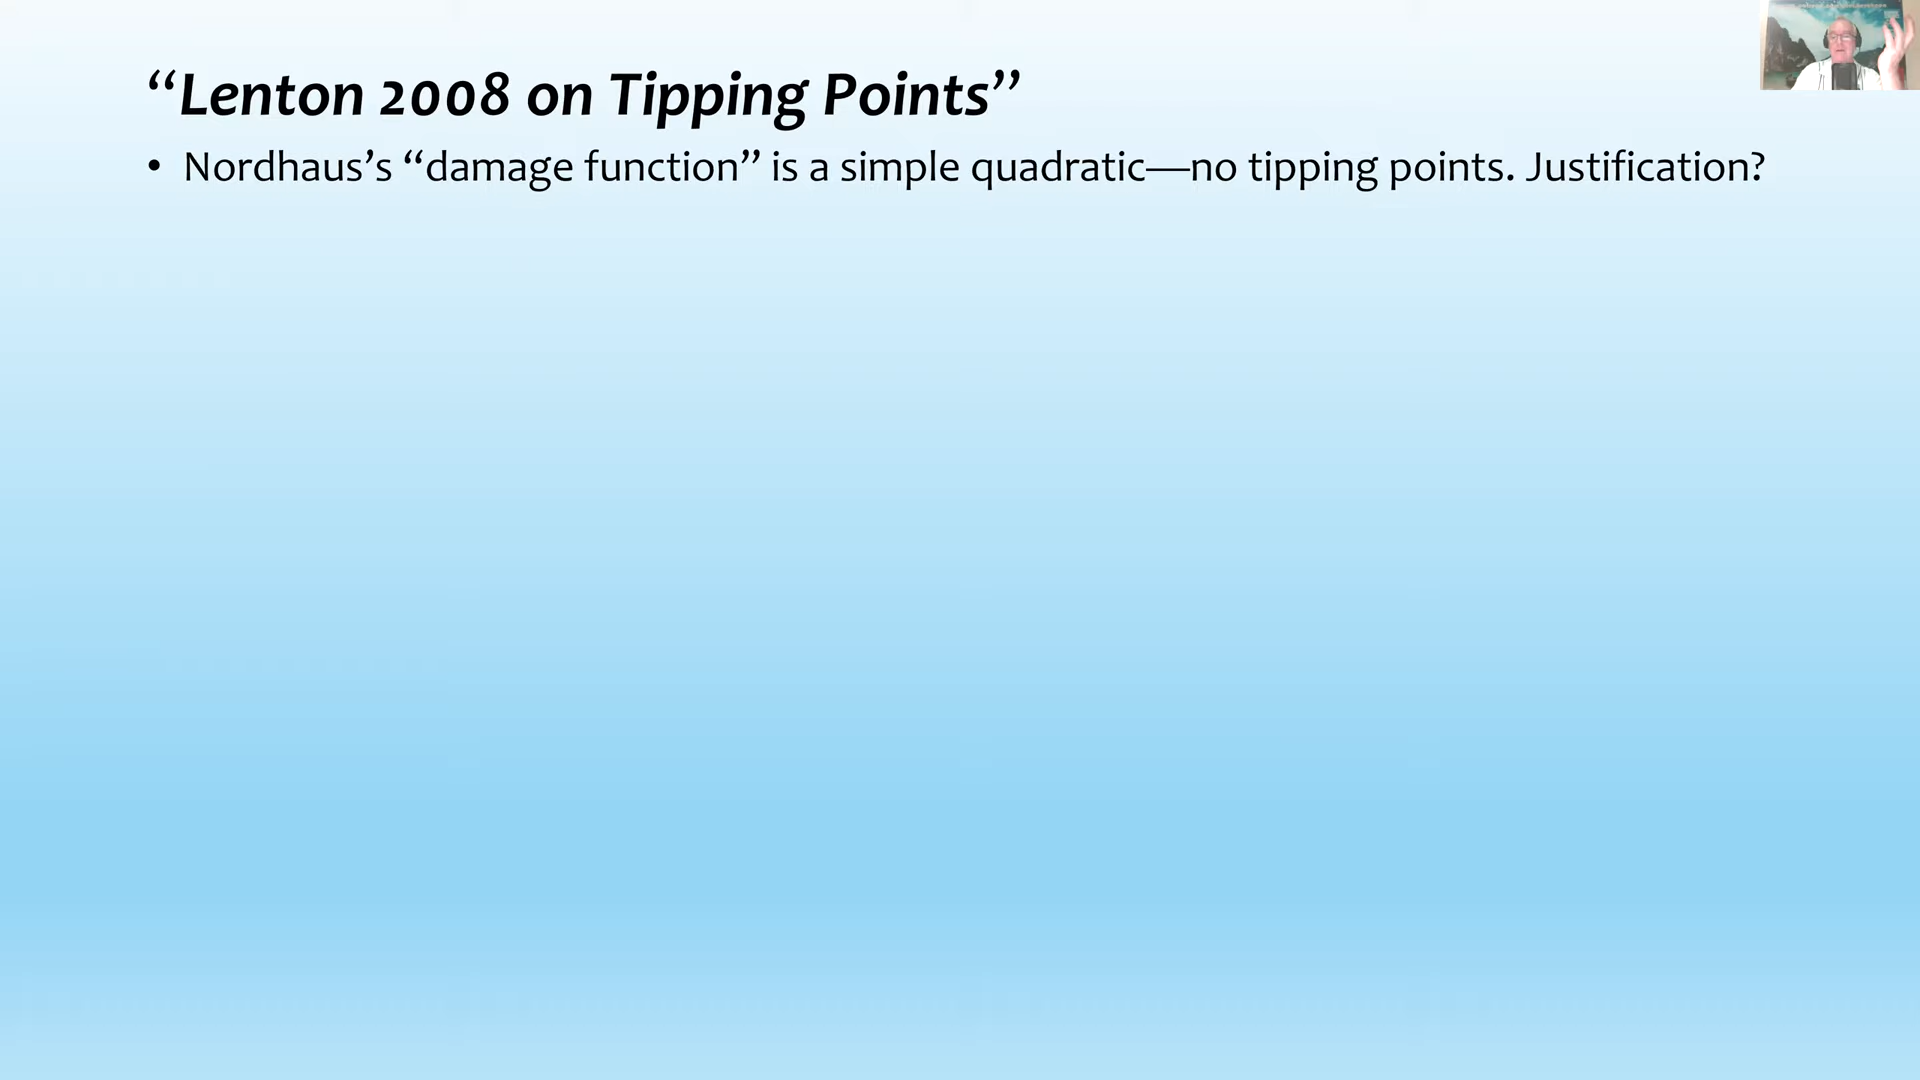 “Lenton 2008 on Tipping Points”
• Nordhaus’s “damage function” is a simple quadratic—no tipping points. Justification?